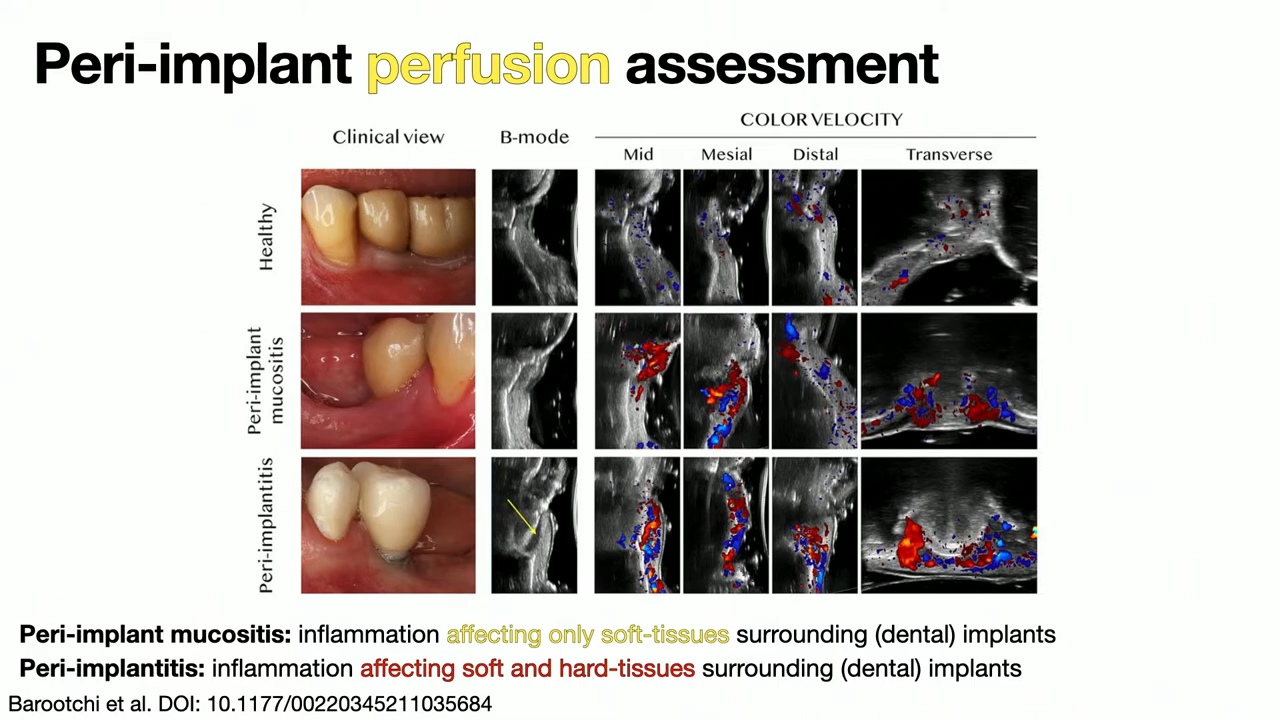 Peri-implant perfusion assessment
COLOR VELOCITY
Clinical view B-mode
Mid Mesial Distal Transverse
Healthy
Peri-implant
mucositis
Peri-implantitis
Peri-implant mucositis: inflammation affecting only soft-tissues surrounding (dental) implants
Peri-implantitis: inflammation affecting soft and hard-tissues surrounding (dental) implants
Barootchi et al. DOI: 10.1177/00220345211035684